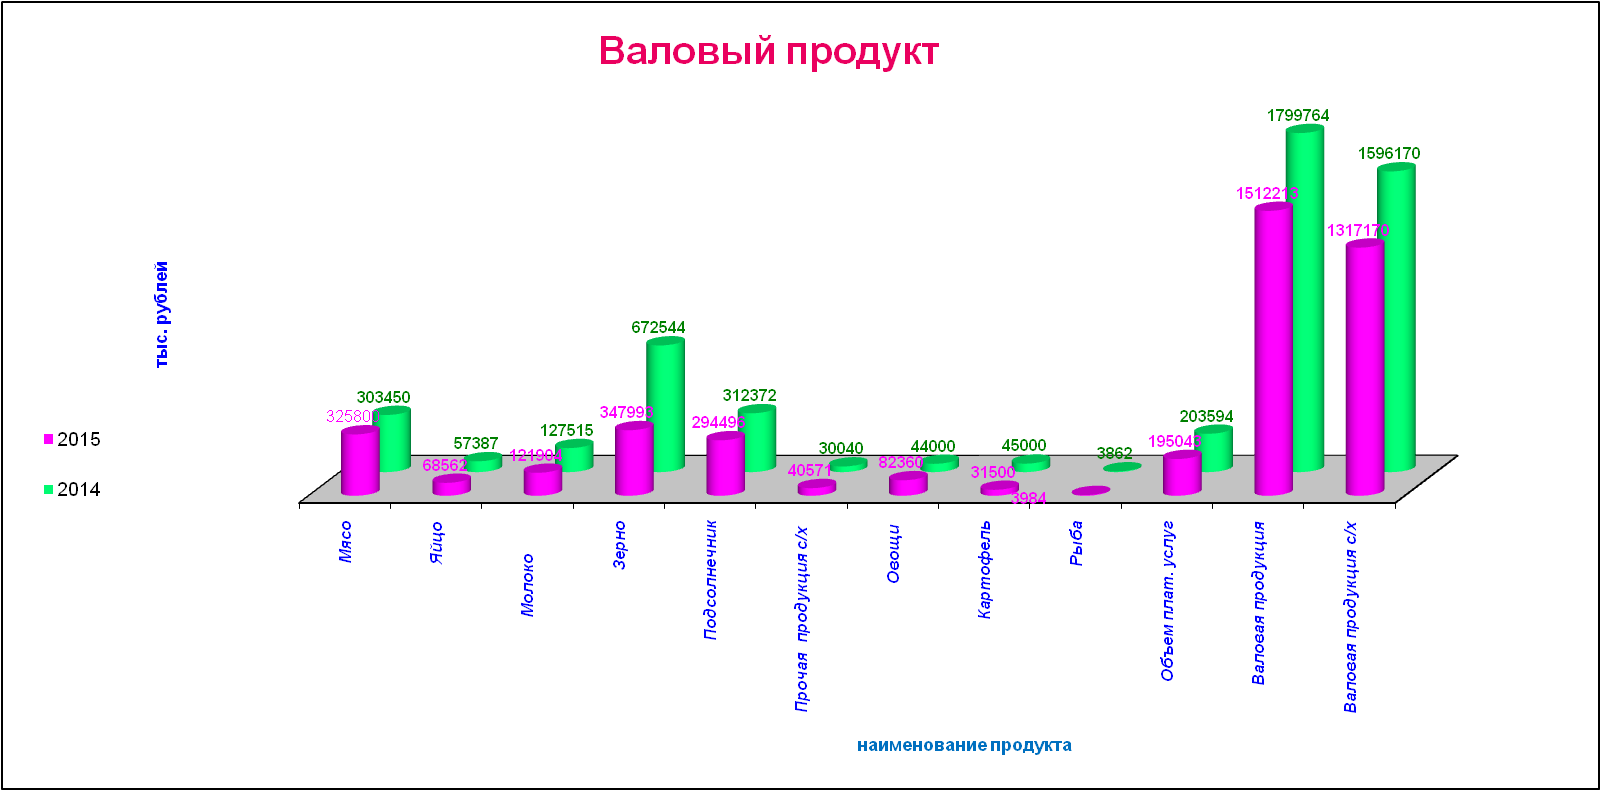 Валовый продукт
1799764
1596170
1512213
1317170
672544
347993
303450
325800
57387
68562
127515
121904
312372
294496
30040
40571
44000
82360
45000
31500
3862
3984
203594
195043
тыс. рублей
2015
2014
Мясо
Яйцо
Молоко
Зерно
Подсолнечник
Прочая продукция с/х
Овощи
Картофель
Рыба
Объем плат. услуг
Валовая продукция
Валовая продукция с/х
наименование продукта